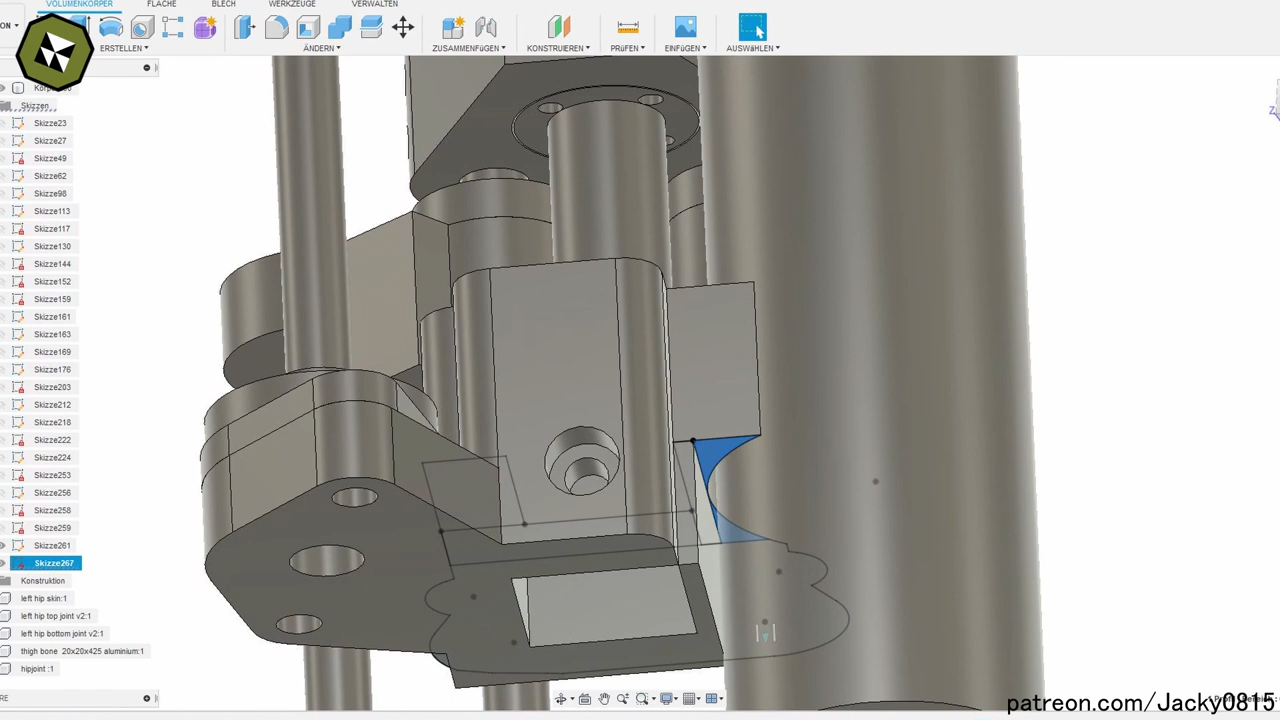 VOLUMENKÖRPER FLÄCHE BLECH WERKZEUGE VERWALTEN
ON
ERSTELLEN ÄNDERN ZUSAMMENFÜGEN KONSTRUIEREN PRÜFEN EINFÜGEN AUSWÄHLEN
Skizzen
Skizze23
Skizze27
Skizze49
Skizze62
Skizze98
Skizze113
Skizze117
Skizze130
Skizze144
Skizze152
Skizze159
Skizze161
Skizze163
Skizze169
Skizze176
Skizze203
Skizze212
Skizze218
Skizze222
Skizze224
Skizze253
Skizze256
Skizze258
Skizze259
Skizze261
Skizze267
Konstruktion
left hip skin:1
left hip top joint v2:1
left hip bottom joint v2:1
thigh bone 20x20x425 aluminium:1
hipjoint :1
RE
Z
patreon.com/Jacky0815